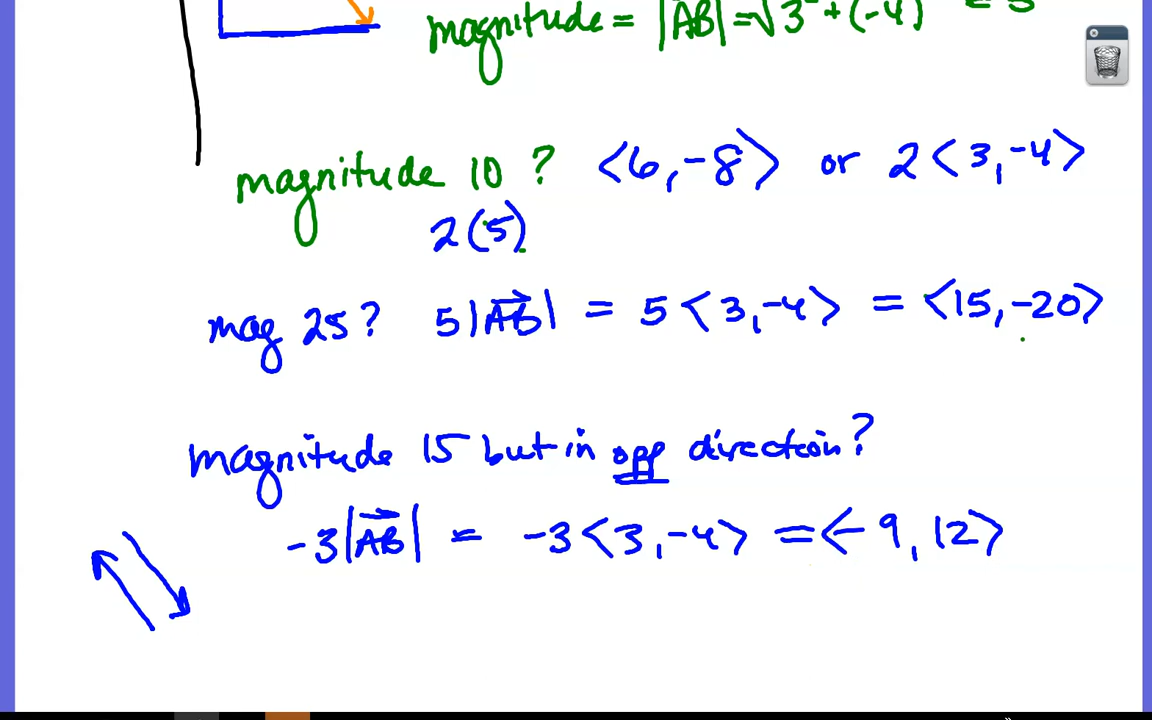 magnitude = |AB| = √3² + (-4) = 5
magnitude 10 ? <6, -8> or 2 <3, -4>
2(5)
mag 25? 5|AB| = 5 <3, -4> = <15, -20>
magnitude 15 but in opp direction?
-3|AB| = -3 <3, -4> = <-9, 12>